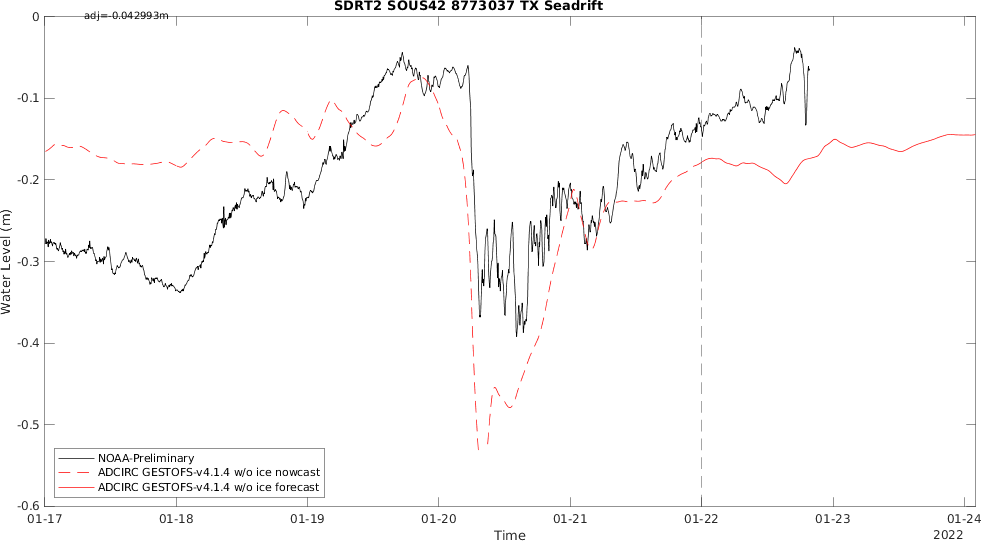 SDRT2 SOUS42 8773037 TX Seadrift
adj=-0.042993m
0
-0.1
-0.2
-0.3
-0.4
-0.5
-0.6
Water Level (m)
NOAA-Preliminary
ADCIRC GESTOFS-v4.1.4 w/o ice nowcast
ADCIRC GESTOFS-v4.1.4 w/o ice forecast
01-17 01-18 01-19 01-20 01-21 01-22 01-23 01-24
Time
2022